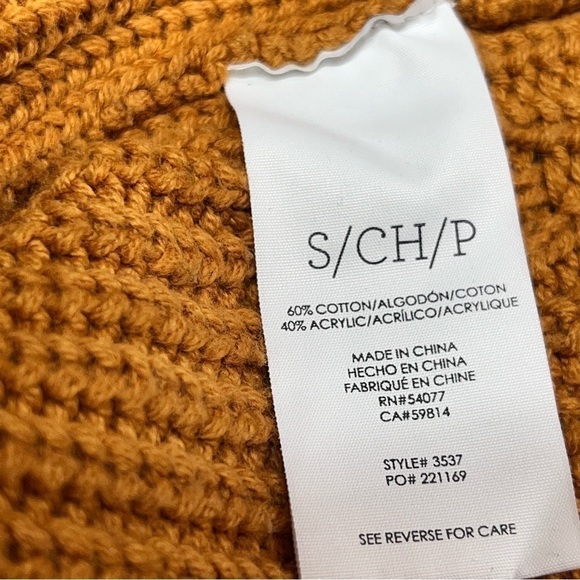 S/CH/P
60% COTTON/ALGODÓN/COTON
40% ACRYLIC/ACRÍLICO/ACRYLIQUE
MADE IN CHINA
HECHO EN CHINA
FABRIQUÉ EN CHINE
RN#54077
CA#59814
STYLE# 3537
PO# 221169
SEE REVERSE FOR CARE